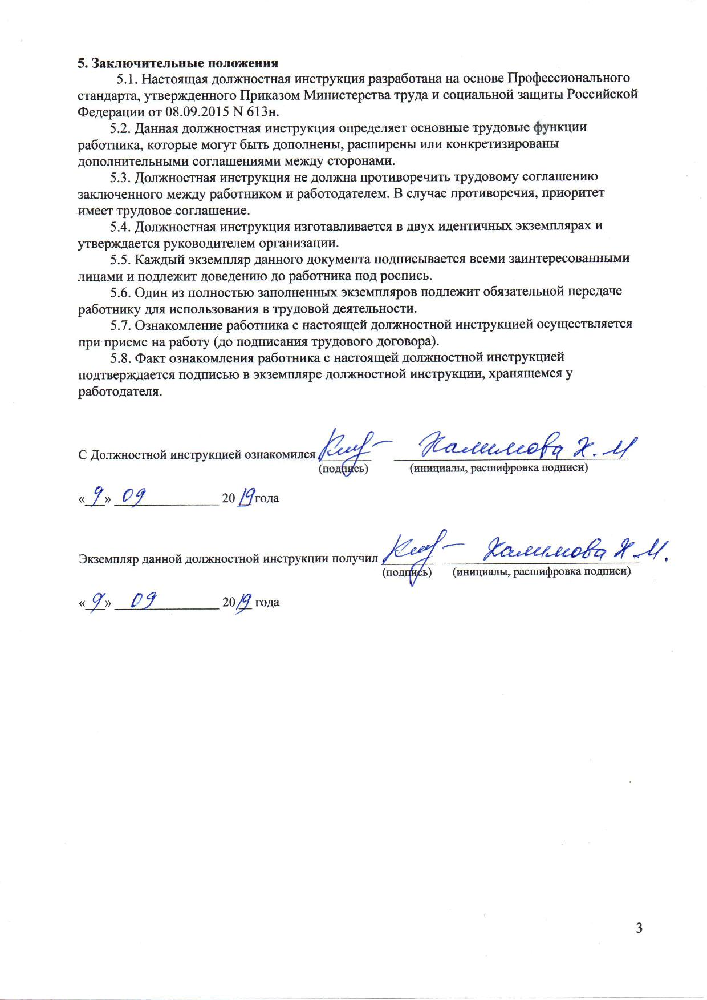 5. Заключительные положения
5.1. Настоящая должностная инструкция разработана на основе Профессионального
стандарта, утвержденного Приказом Министерства труда и социальной защиты Российской
Федерации от 08.09.2015 N 613н.
5.2. Данная должностная инструкция определяет основные трудовые функции
работника, которые могут быть дополнены, расширены или конкретизированы
дополнительными соглашениями между сторонами.
5.3. Должностная инструкция не должна противоречить трудовому соглашению
заключенного между работником и работодателем. В случае противоречия, приоритет
имеет трудовое соглашение.
5.4. Должностная инструкция изготавливается в двух идентичных экземплярах и
утверждается руководителем организации.
5.5. Каждый экземпляр данного документа подписывается всеми заинтересованными
лицами и подлежит доведению до работника под роспись.
5.6. Один из полностью заполненных экземпляров подлежит обязательной передаче
работнику для использования в трудовой деятельности.
5.7. Ознакомление работника с настоящей должностной инструкцией осуществляется
при приеме на работу (до подписания трудового договора).
5.8. Факт ознакомления работника с настоящей должностной инструкцией
подтверждается подписью в экземпляре должностной инструкции, хранящемся у
работодателя.
С Должностной инструкцией ознакомился Халимова Х. М
(подпись) (инициалы, расшифровка подписи)
«9» 09 2019 года
Экземпляр данной должностной инструкции получил Халимова Х. М.
(подпись) (инициалы, расшифровка подписи)
«9» 09 2019 года
3